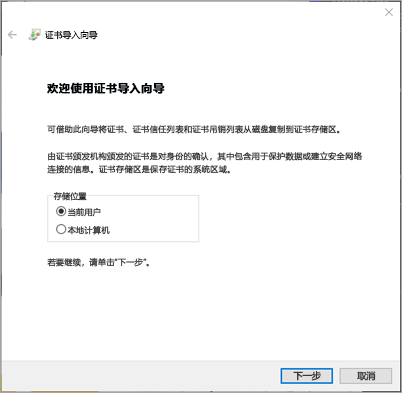 证书导入向导
欢迎使用证书导入向导
可借助此向导将证书、证书信任列表和证书吊销列表从磁盘复制到证书存储区。
由证书颁发机构颁发的证书是对身份的确认，其中包含用于保护数据或建立安全网络
连接的信息。证书存储区是保存证书的系统区域。
存储位置
当前用户
本地计算机
若要继续，请单击"下一步"。
下一步
取消